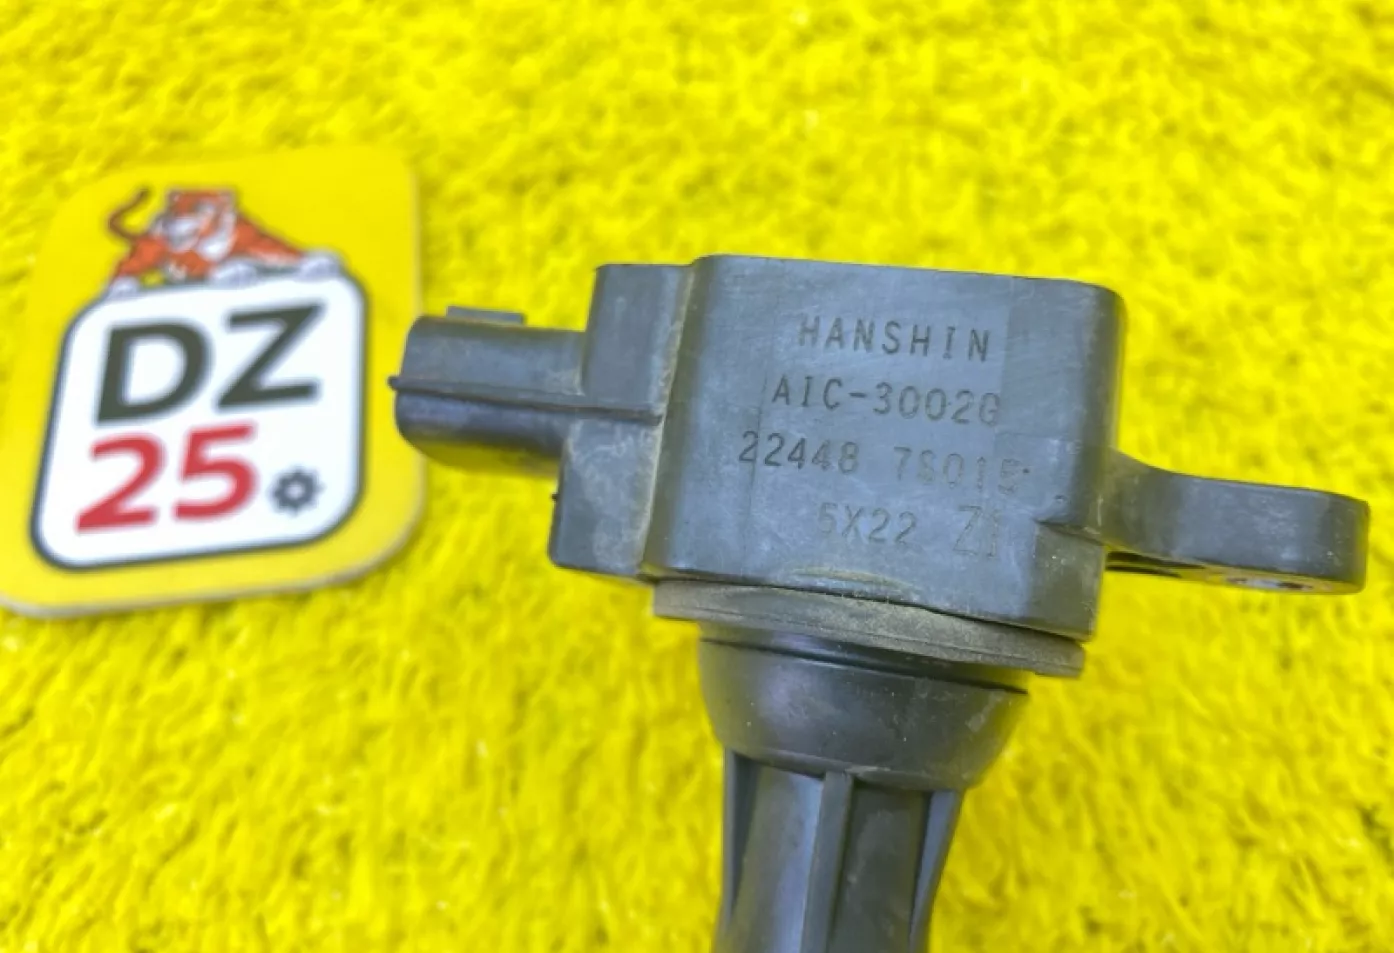 DZ
25
HANSHIN
AIC-3002G
22448 7S015
5X22 Z1